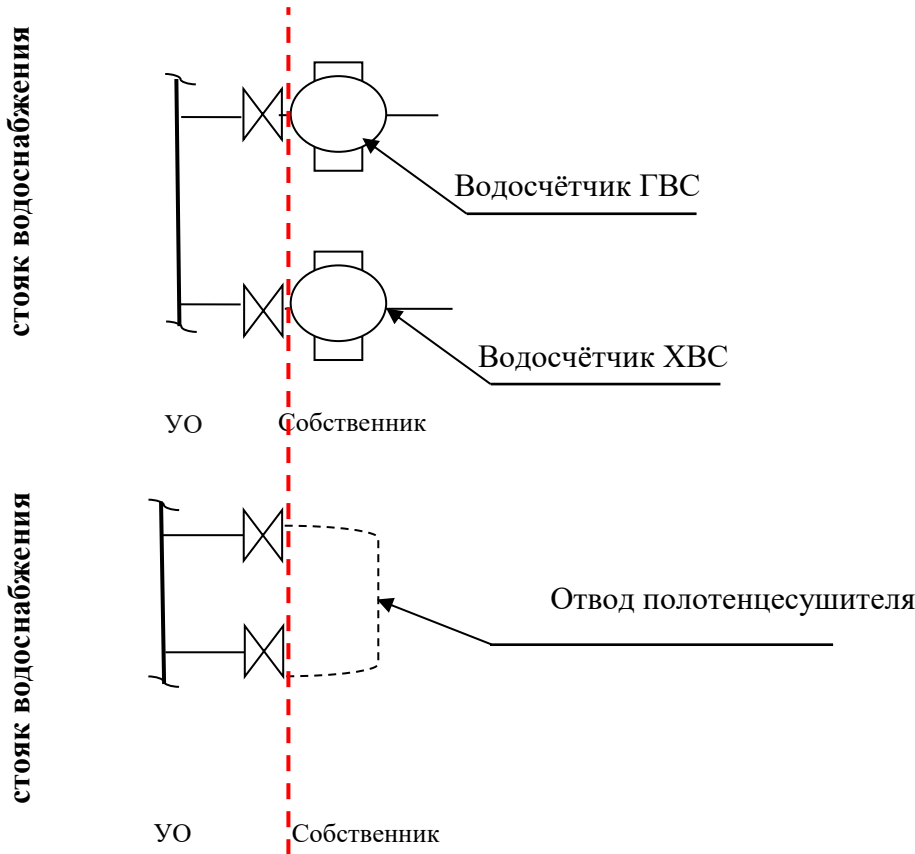 стояк водоснабжения
Водосчётчик ГВС
Водосчётчик ХВС
УО
Собственник
стояк водоснабжения
Отвод полотенцесушителя
УО
Собственник